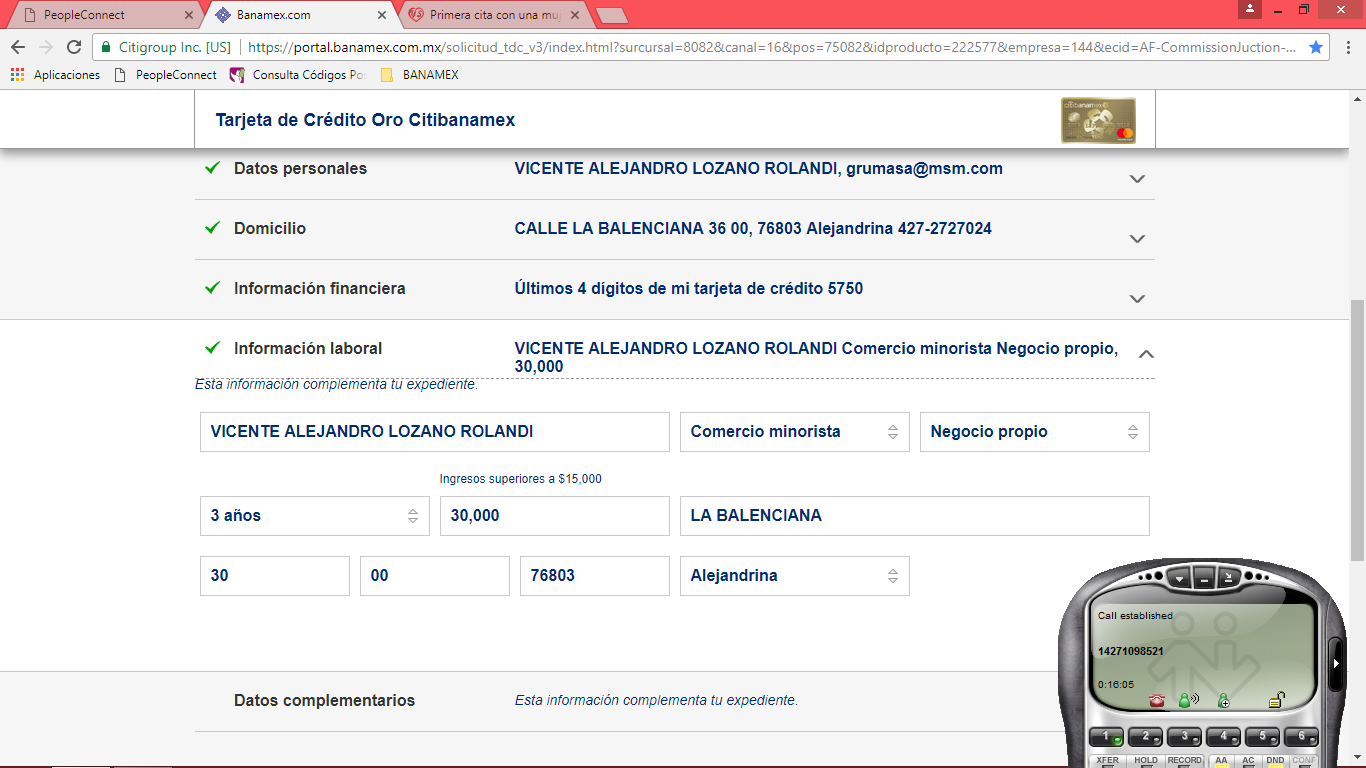 PeopleConnect
Banamex.com
Primera cita con una muj
Citigroup Inc. [US]
https://portal.banamex.com.mx/solicitud_tdc_v3/index.html?surcursal=8082&canal=16&pos=75082&idproducto=222577&empresa=144&ecid=AF-CommissionJuction-...
Aplicaciones
PeopleConnect
Consulta Códigos Po
BANAMEX
Tarjeta de Crédito Oro Citibanamex
Datos personales
VICENTE ALEJANDRO LOZANO ROLANDI, grumasa@msm.com
Domicilio
CALLE LA BALENCIANA 36 00, 76803 Alejandrina 427-2727024
Información financiera
Últimos 4 dígitos de mi tarjeta de crédito 5750
Información laboral
VICENTE ALEJANDRO LOZANO ROLANDI Comercio minorista Negocio propio,
30,000
Esta información complementa tu expediente.
VICENTE ALEJANDRO LOZANO ROLANDI
Comercio minorista
Negocio propio
Ingresos superiores a $15,000
3 años
30,000
LA BALENCIANA
30
00
76803
Alejandrina
Datos complementarios
Esta información complementa tu expediente.
Call established
14271098521
0:16:05
1 2 3 4 5 6
XFER HOLD RECORD AA AC DND CONF